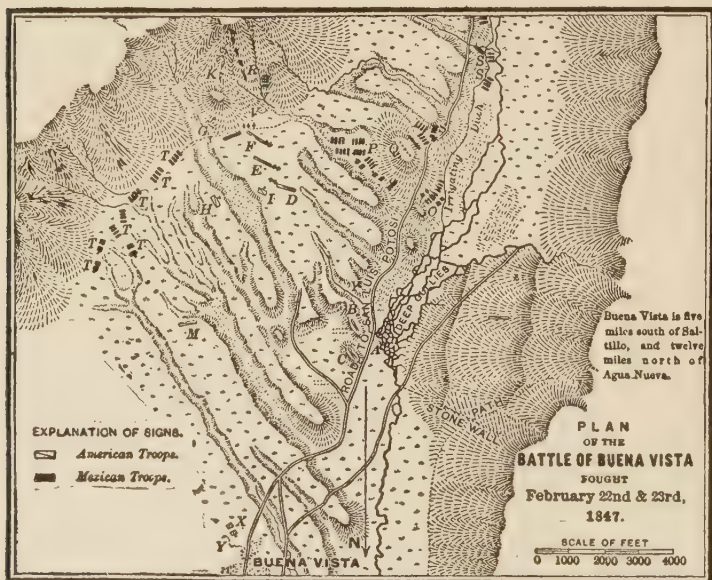 K
R
S
S
G
F
P
Q
T
T
E
I
D
T
H
O
T
T
T
T
Irrigating Ditch
ROAD TO SAN LUIS POTOSI
B
DEEP GULLIES
A
C
M
Buena Vista is five
miles south of Sal-
tillo, and twelve
miles north of
Agua Nueva.
PATH
STONE WALL
EXPLANATION OF SIGNS.
American Troops.
Mexican Troops.
PLAN
OF THE
BATTLE OF BUENA VISTA
FOUGHT
February 22nd & 23rd,
1847.
SCALE OF FEET
0 1000 2000 3000 4000
X
Y
N
BUENA VISTA